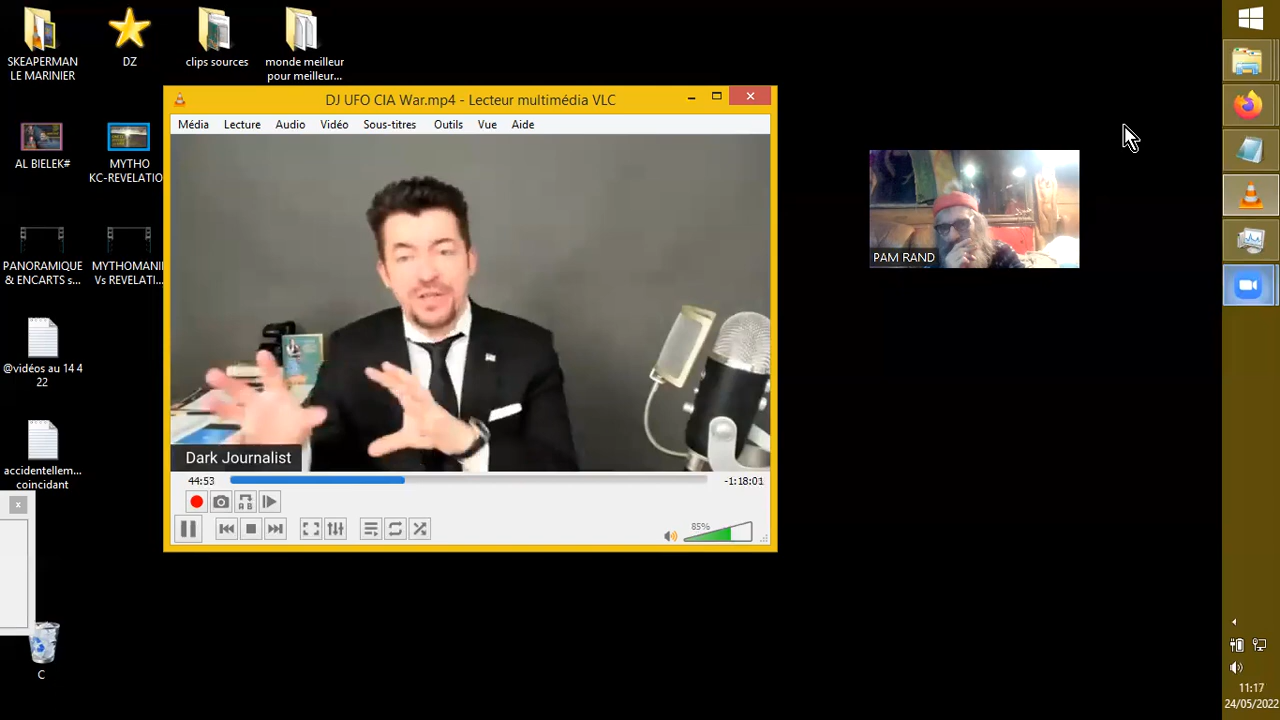 SKEAPERMAN
LE MARINIER
DZ
clips sources
monde meilleur
pour meilleur...
AL BIELEK#
MYTHO
KC-REVELATIO...
PANORAMIQUE
& ENCARTS s...
MYTHOMANI...
Vs REVELATI...
@vidéos au 14 4
22
accidentellem...
coincidant
C
DJ UFO CIA War.mp4 - Lecteur multimédia VLC
Média Lecture Audio Vidéo Sous-titres Outils Vue Aide
Dark Journalist
44:53
-1:18:01
A B
85%
PAM RAND
11:17
24/05/2022